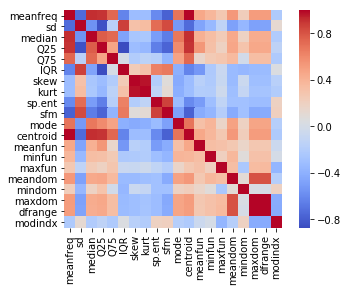 meanfreq
sd
median
Q25
Q75
IQR
skew
kurt
sp.ent
sfm
mode
centroid
meanfun
minfun
maxfun
meandom
mindom
maxdom
dfrange
modindx
meanfreq sd median Q25 Q75 IQR skew kurt sp.ent sfm mode centroid meanfun minfun maxfun meandom mindom maxdom dfrange modindx
0.8
0.4
0.0
−0.4
−0.8